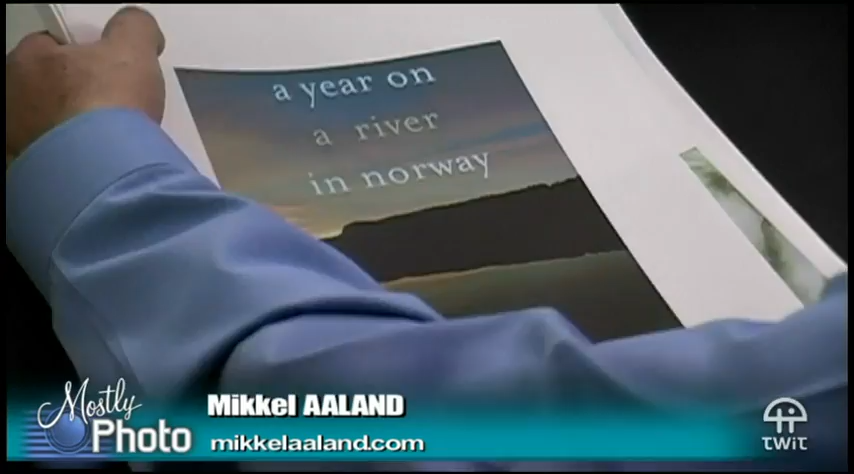 a year on
a river
in norway
Mostly
Photo
Mikkel AALAND
mikkelaaland.com
TWiT